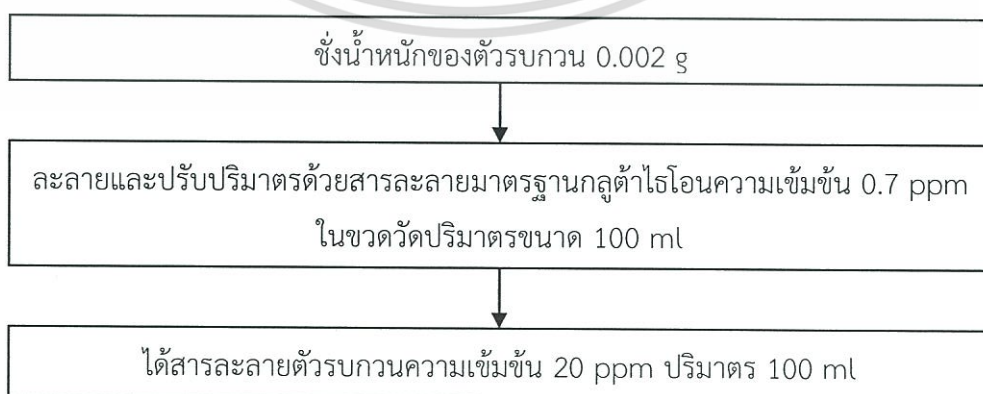 ชั่งน้ำหนักของตัวรบกวน 0.002 g
ละลายและปรับปริมาตรด้วยสารละลายมาตรฐานกลูต้าไธโอนความเข้มข้น 0.7 ppm
ในขวดวัดปริมาตรขนาด 100 ml
ได้สารละลายตัวรบกวนความเข้มข้น 20 ppm ปริมาตร 100 ml